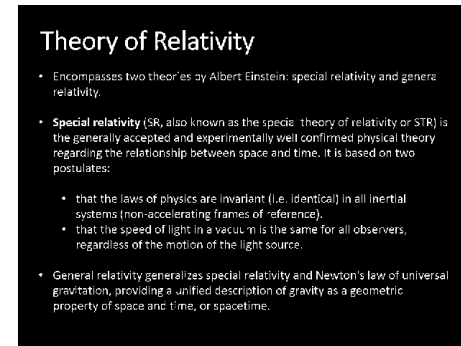 Theory of Relativity
• Encompasses two theories by Albert Einstein: special relativity and genera
relativity.
• Special relativity (SR, also known as the special theory of relativity or STR) is
the generally accepted and experimentally well confirmed physical theory
regarding the relationship between space and time. It is based on two
postulates:
• that the laws of physics are invariant (i.e. identical) in all inertial
systems (non-accelerating frames of reference).
• that the speed of light in a vacuum is the same for all observers,
regardless of the motion of the light source.
• General relativity generalizes special relativity and Newton's law of universal
gravitation, providing a unified description of gravity as a geometric
property of space and time, or spacetime.